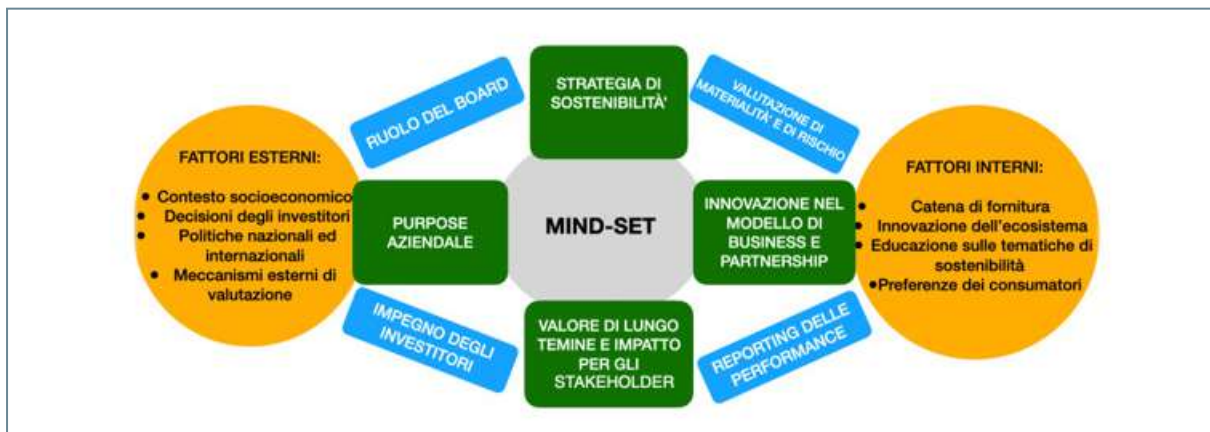 STRATEGIA DI
SOSTENIBILITA'
RUOLO DEL BOARD
VALUTAZIONE DI
MATERIALITA' E DI RISCHIO
FATTORI ESTERNI:
• Contesto socioeconomico
• Decisioni degli investitori
• Politiche nazionali ed
internazionali
• Meccanismi esterni di
valutazione
PURPOSE
AZIENDALE
MIND-SET
INNOVAZIONE NEL
MODELLO DI
BUSINESS E
PARTNERSHIP
FATTORI INTERNI:
• Catena di fornitura
• Innovazione dell'ecosistema
• Educazione sulle tematiche di
sostenibilità
•Preferenze dei consumatori
IMPEGNO DEGLI
INVESTITORI
VALORE DI LUNGO
TEMINE E IMPATTO
PER GLI
STAKEHOLDER
REPORTING DELLE
PERFORMANCE